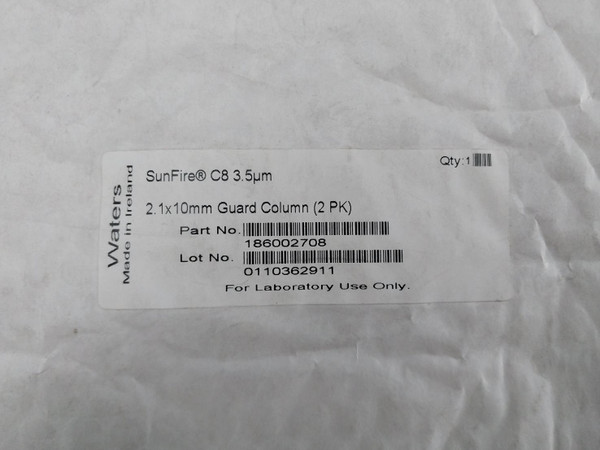 Waters
Made in Ireland
Qty:1
SunFire® C8 3.5µm
2.1x10mm Guard Column (2 PK)
Part No.
186002708
Lot No.
0110362911
For Laboratory Use Only.